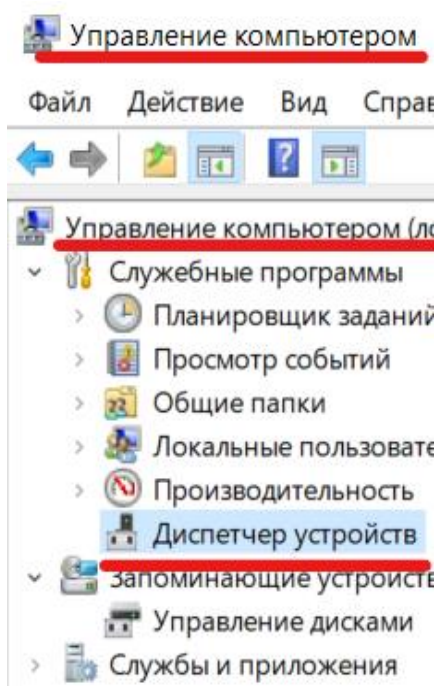 Управление компьютером
Файл Действие Вид Справ
Управление компьютером (ло
Служебные программы
Планировщик заданий
Просмотр событий
Общие папки
Локальные пользовате
Производительность
Диспетчер устройств
Запоминающие устройств
Управление дисками
Службы и приложения